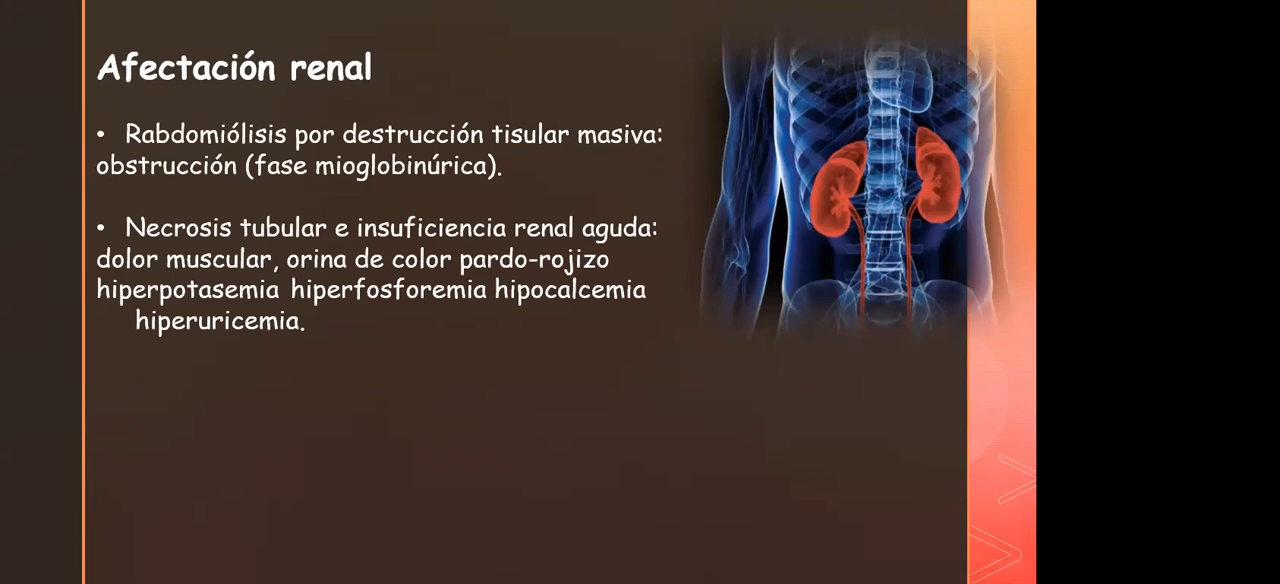 Afectación renal
• Rabdomiólisis por destrucción tisular masiva:
obstrucción (fase mioglobinúrica).
• Necrosis tubular e insuficiencia renal aguda:
dolor muscular, orina de color pardo-rojizo
hiperpotasemia hiperfosforemia hipocalcemia
hiperuricemia.